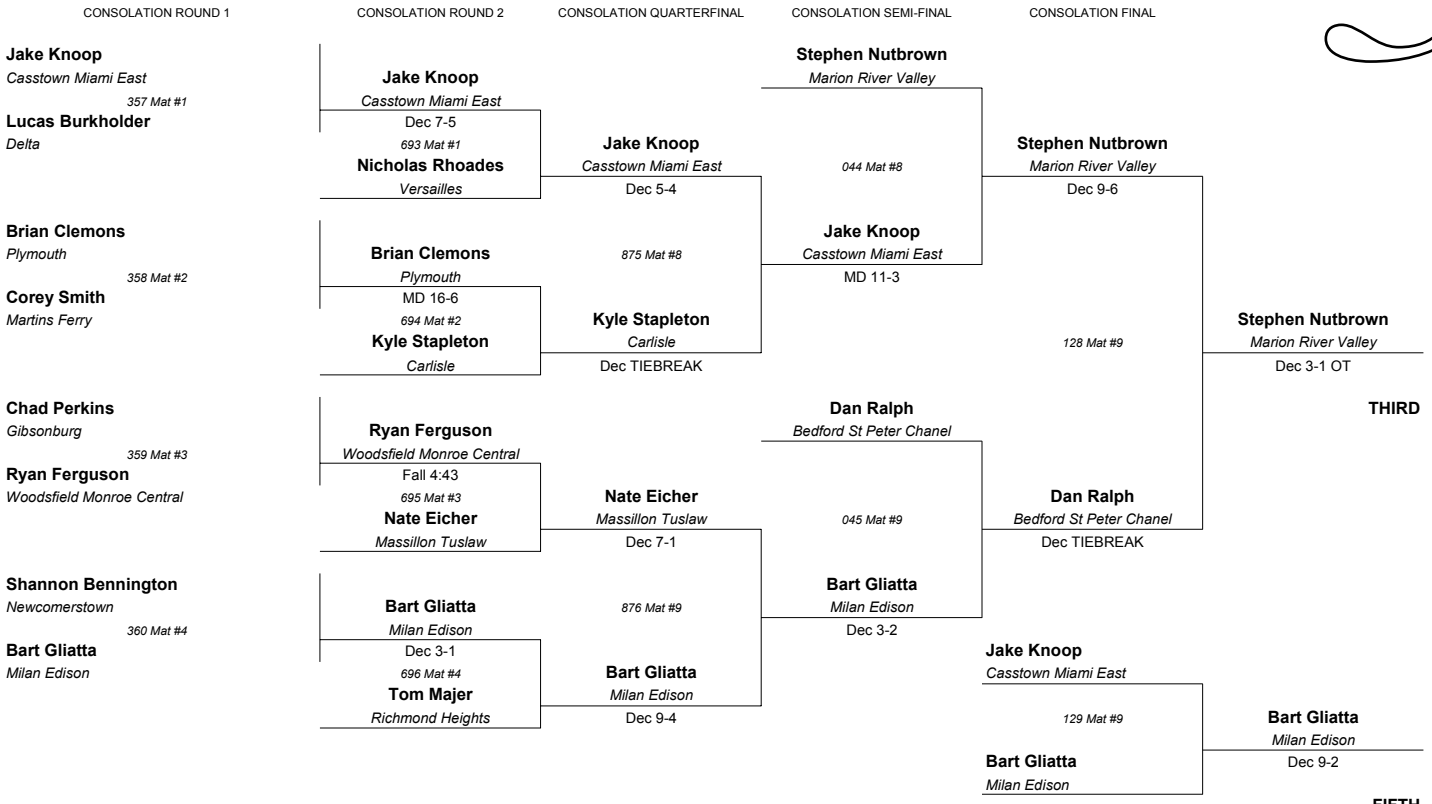 CONSOLATION ROUND 1
CONSOLATION ROUND 2
CONSOLATION QUARTERFINAL
CONSOLATION SEMI-FINAL
CONSOLATION FINAL
Jake Knoop
Casstown Miami East
357 Mat #1
Lucas Burkholder
Delta
Brian Clemons
Plymouth
358 Mat #2
Corey Smith
Martins Ferry
Chad Perkins
Gibsonburg
359 Mat #3
Ryan Ferguson
Woodsfield Monroe Central
Shannon Bennington
Newcomerstown
360 Mat #4
Bart Gliatta
Milan Edison
Jake Knoop
Casstown Miami East
Dec 7-5
693 Mat #1
Nicholas Rhoades
Versailles
Brian Clemons
Plymouth
MD 16-6
694 Mat #2
Kyle Stapleton
Carlisle
Ryan Ferguson
Woodsfield Monroe Central
Fall 4:43
695 Mat #3
Nate Eicher
Massillon Tuslaw
Bart Gliatta
Milan Edison
Dec 3-1
696 Mat #4
Tom Majer
Richmond Heights
Jake Knoop
Casstown Miami East
Dec 5-4
875 Mat #8
Kyle Stapleton
Carlisle
Dec TIEBREAK
Nate Eicher
Massillon Tuslaw
Dec 7-1
876 Mat #9
Bart Gliatta
Milan Edison
Dec 9-4
Stephen Nutbrown
Marion River Valley
044 Mat #8
Jake Knoop
Casstown Miami East
MD 11-3
Dan Ralph
Bedford St Peter Chanel
045 Mat #9
Bart Gliatta
Milan Edison
Dec 3-2
Stephen Nutbrown
Marion River Valley
Dec 9-6
128 Mat #9
Dan Ralph
Bedford St Peter Chanel
Dec TIEBREAK
Stephen Nutbrown
Marion River Valley
Dec 3-1 OT
THIRD
Jake Knoop
Casstown Miami East
129 Mat #9
Bart Gliatta
Milan Edison
Bart Gliatta
Milan Edison
Dec 9-2
FIFTH